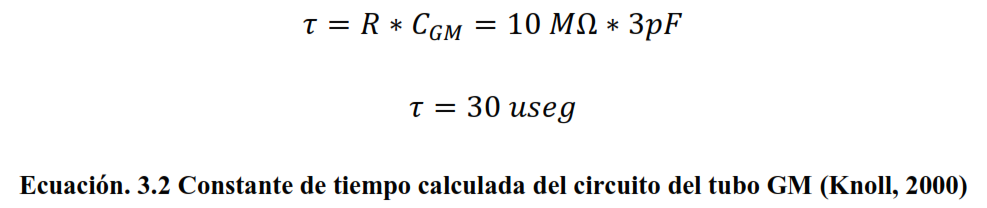 τ = R ∗ C_GM = 10 MΩ ∗ 3pF
τ = 30 useg
Ecuación. 3.2 Constante de tiempo calculada del circuito del tubo GM (Knoll, 2000)